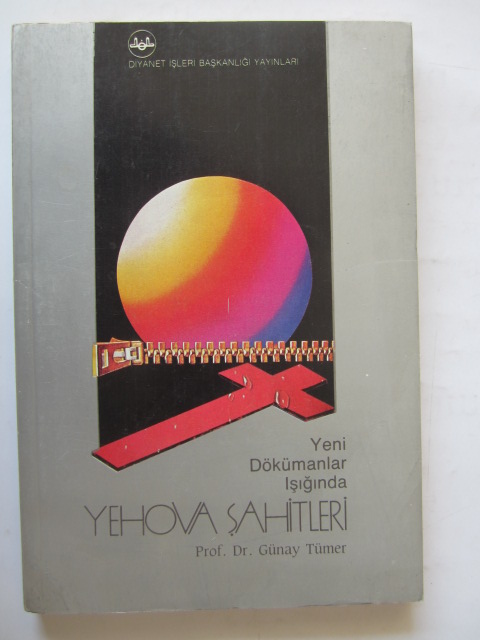 DİYANET İŞLERİ BAŞKANLIĞI YAYINLARI
Yeni
Dökümanlar
Işığında
YEHOVA ŞAHİTLERİ
Prof. Dr. Günay Tümer